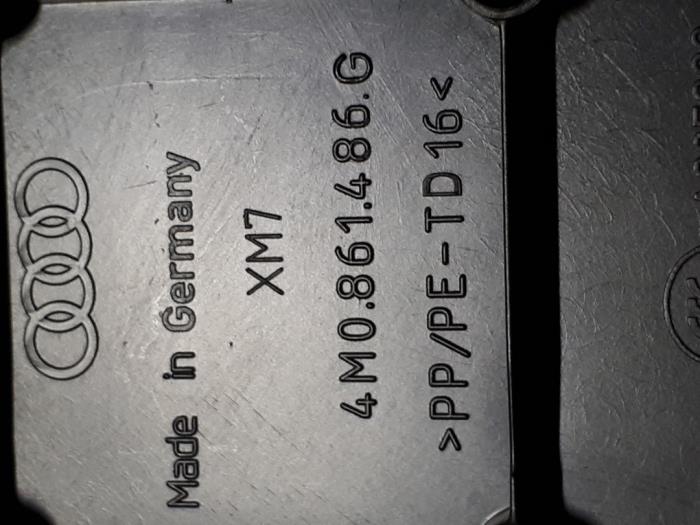 Made in Germany
XM7
4M0.861.486.G
>PP/PE-TD16<